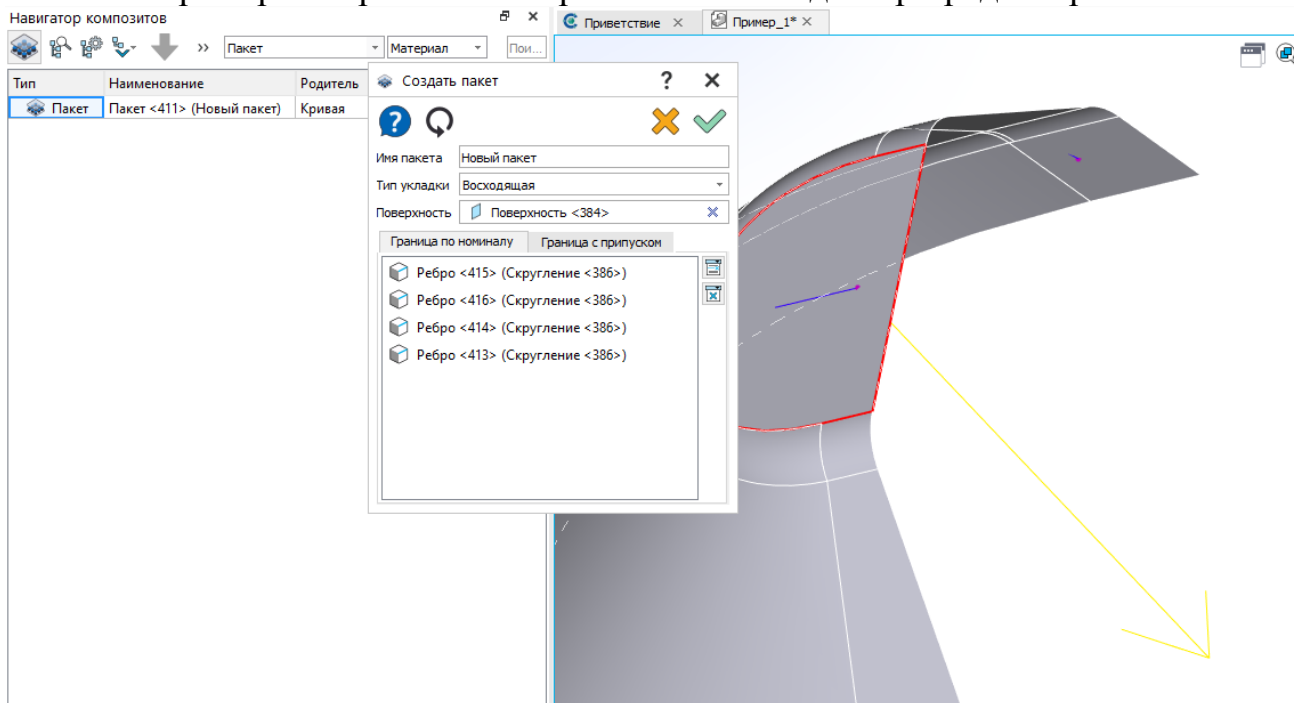 Навигатор композитов
Приветствие
Пример_1*
Пакет
Материал
Пои...
Тип Наименование Родитель
Пакет Пакет <411> (Новый пакет) Кривая
Создать пакет
Имя пакета Новый пакет
Тип укладки Восходящая
Поверхность Поверхность <384>
Граница по номиналу Граница с припуском
Ребро <415> (Скругление <386>)
Ребро <416> (Скругление <386>)
Ребро <414> (Скругление <386>)
Ребро <413> (Скругление <386>)